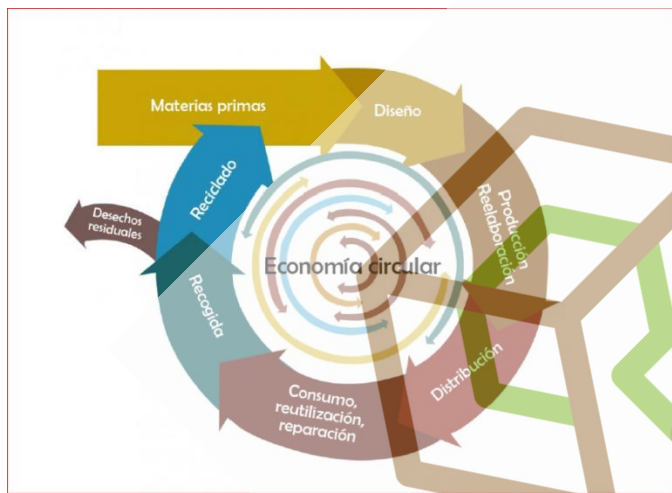 Materias primas
Diseño
Producción
Reelaboración
Distribución
Consumo,
reutilización,
reparación
Recogida
Desechos
residuales
Reciclado
Economía circular